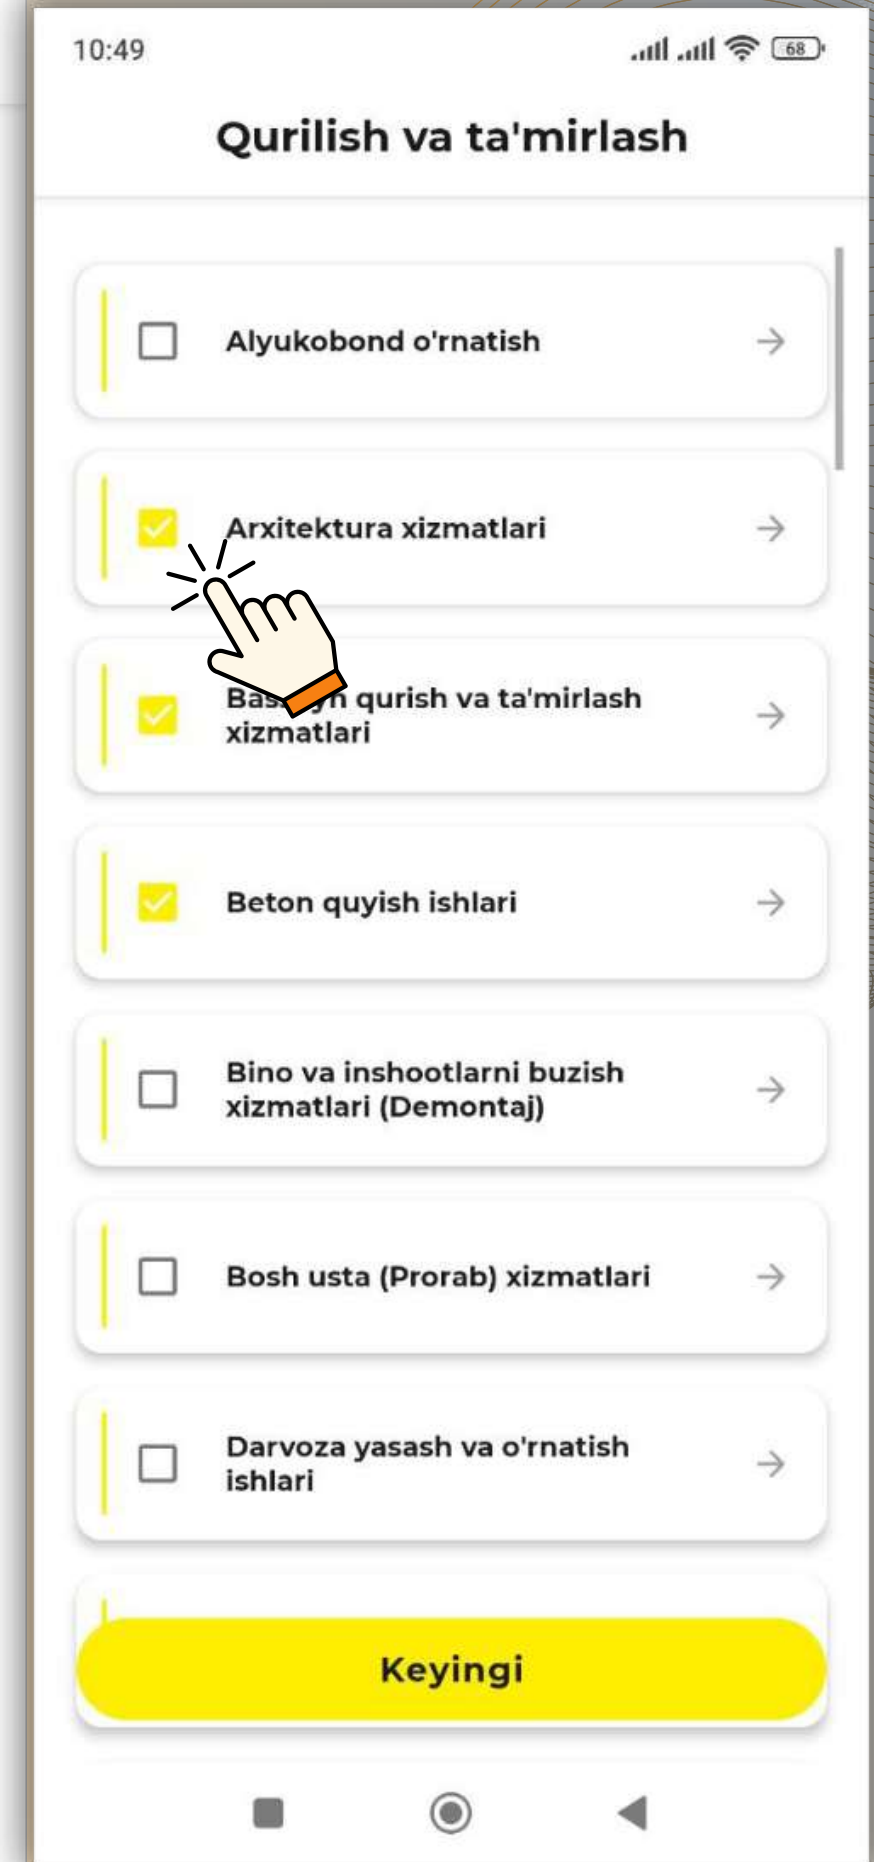 10:49
68
Qurilish va ta'mirlash
Alyukobond o'rnatish
Arxitektura xizmatlari
qurish va ta'mirlash
xizmatlari
Beton quyish ishlari
Bino va inshootlarni buzish
xizmatlari (Demontaj)
Bosh usta (Prorab) xizmatlari
Darvoza yasash va o'rnatish
ishlari
Keyingi